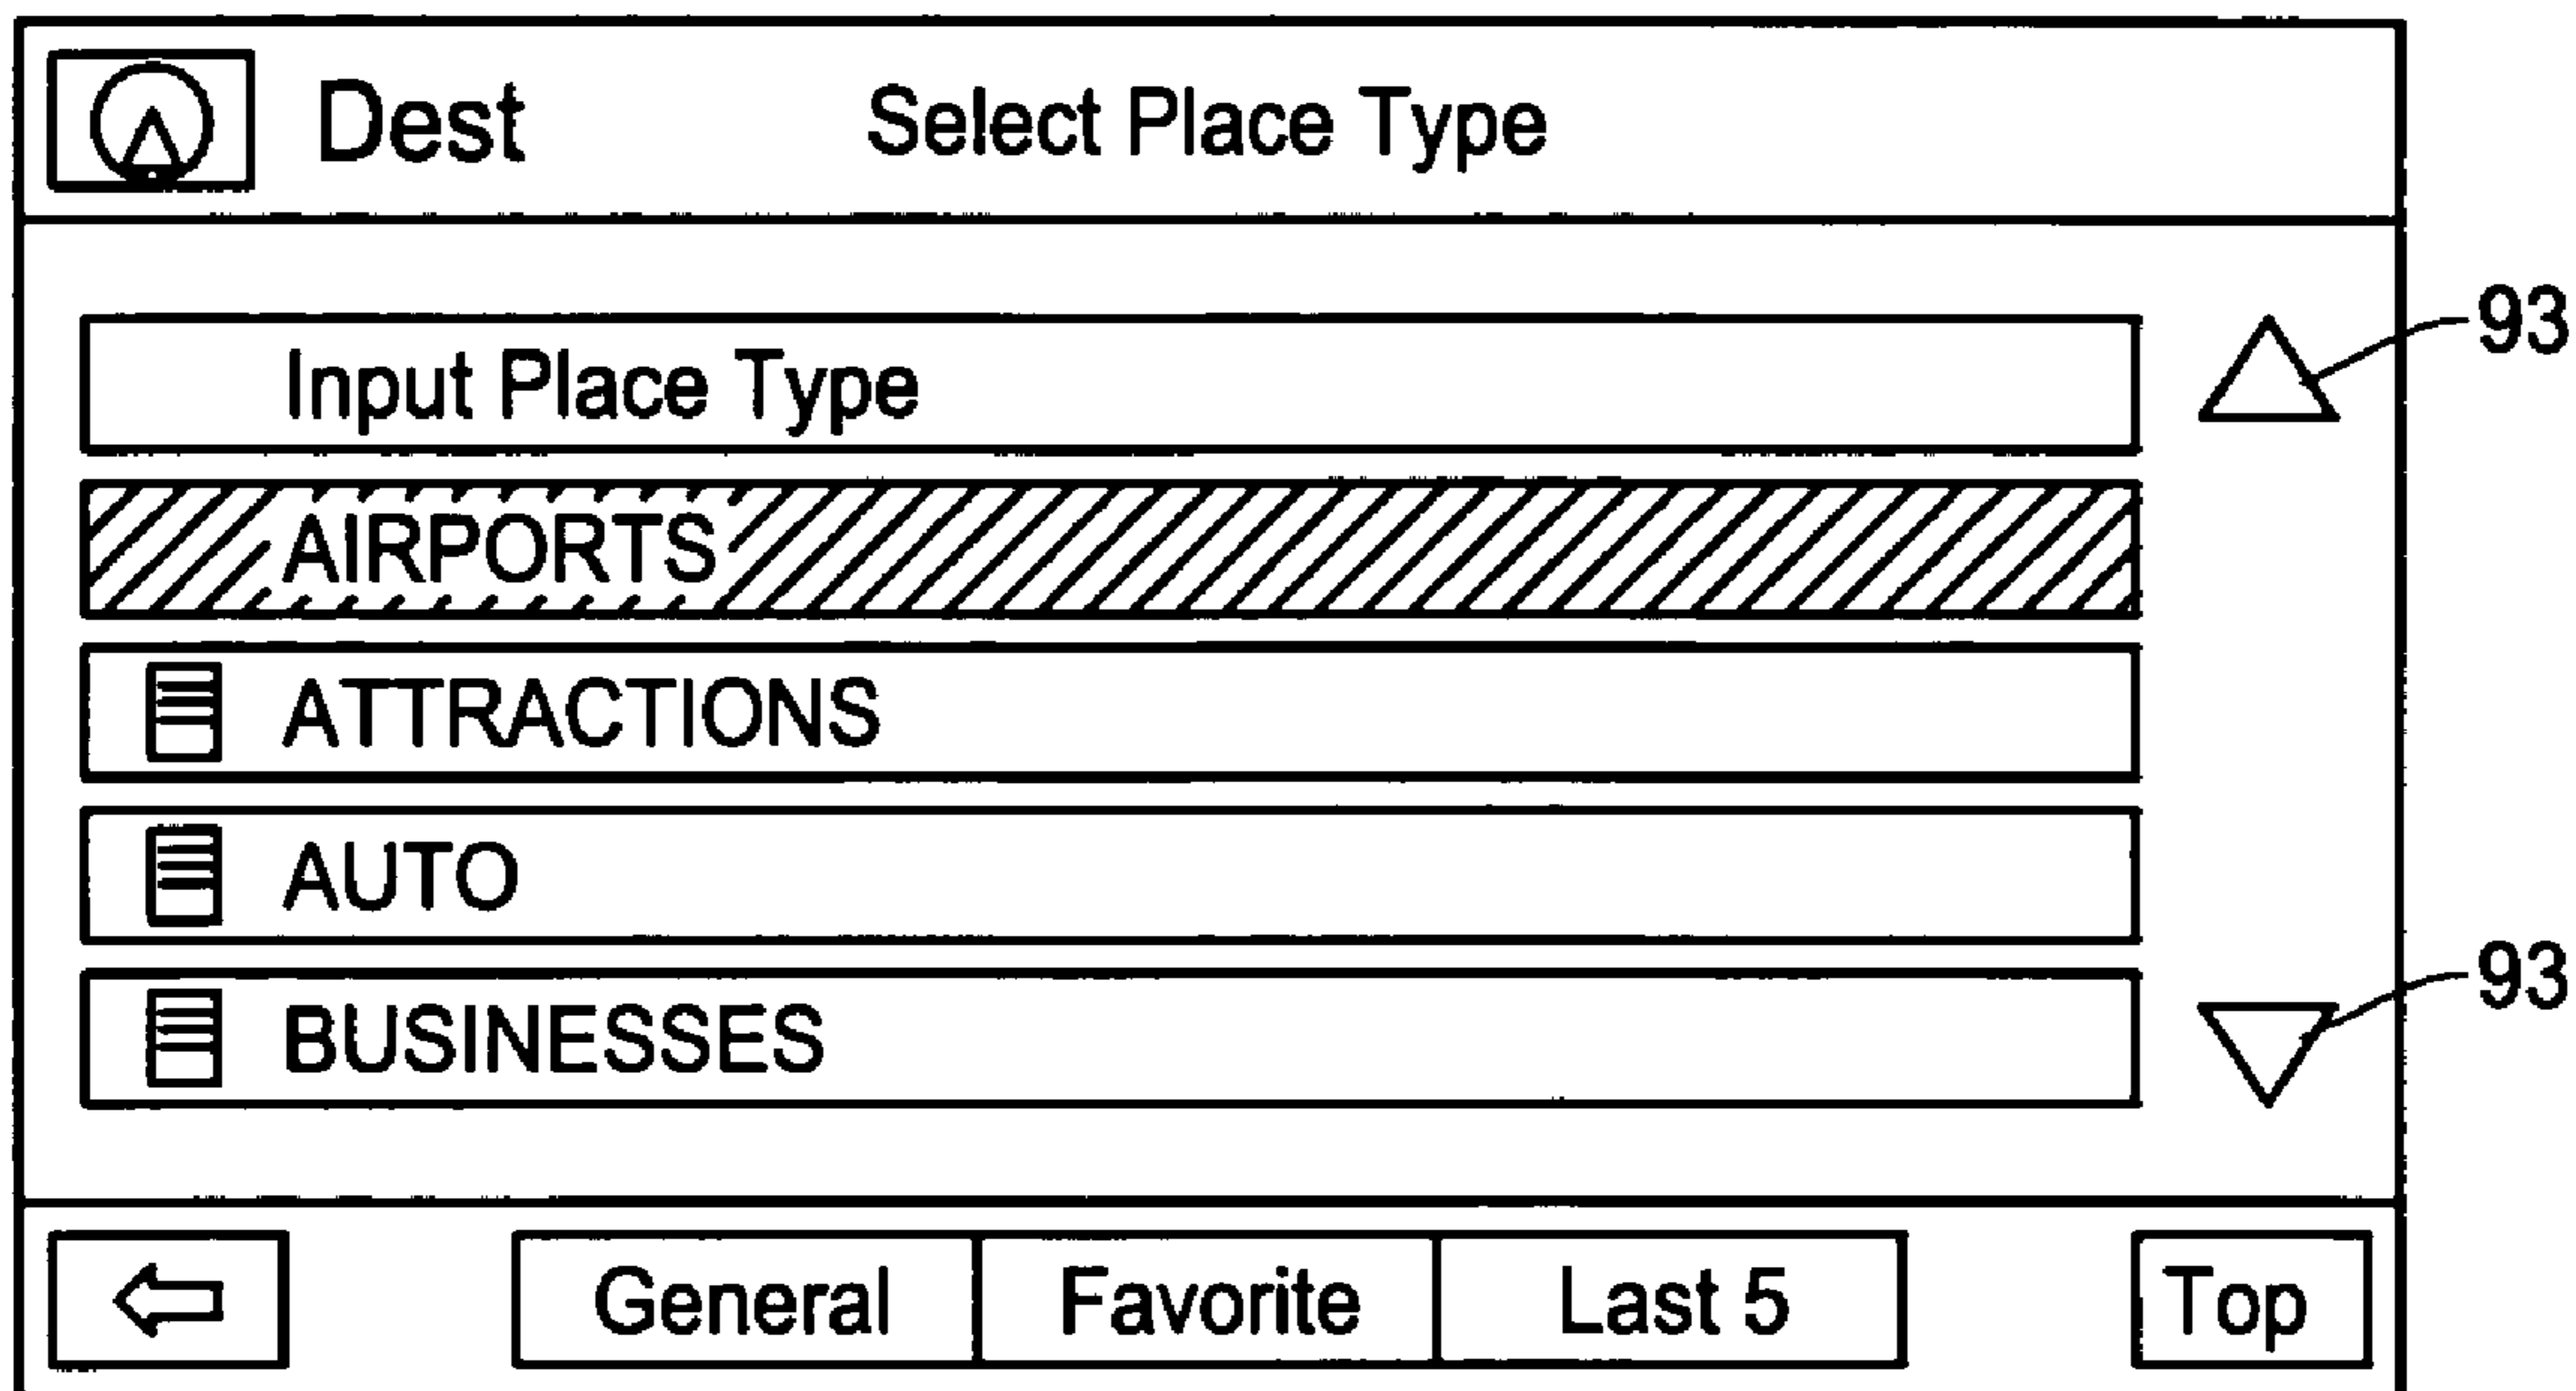 Dest Select Place Type
Input Place Type
93
AIRPORTS
ATTRACTIONS
AUTO
BUSINESSES
93
General Favorite Last 5 Top